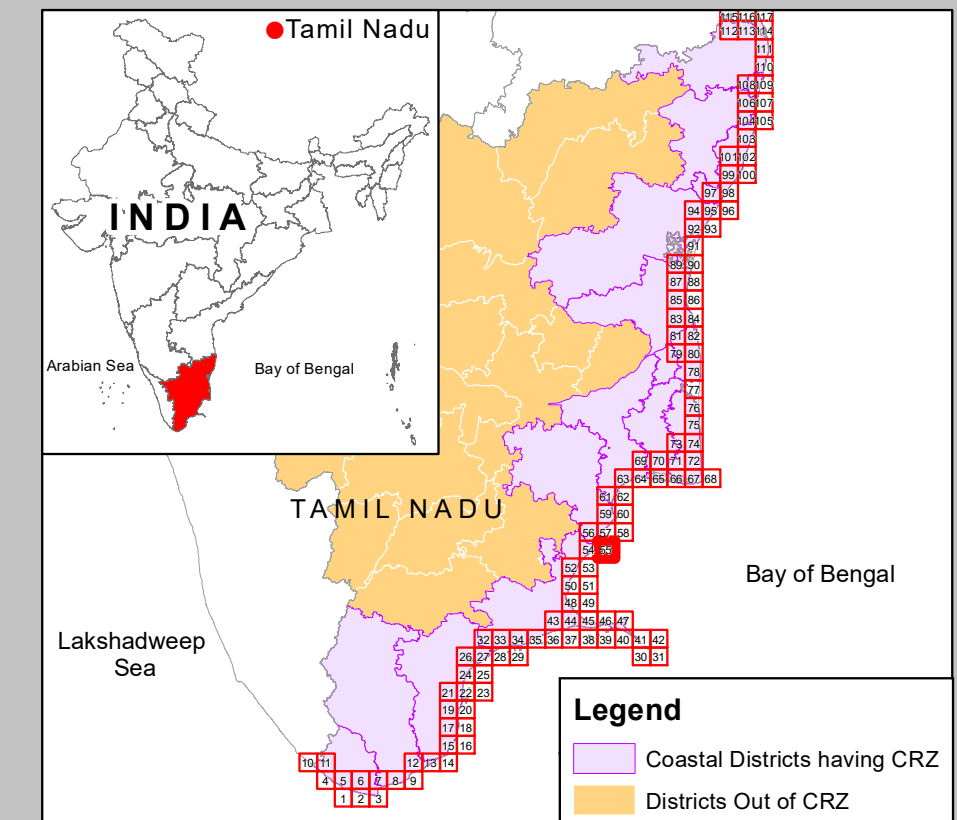 Tamil Nadu
INDIA
Arabian Sea
Bay of Bengal
TAMIL NADU
Bay of Bengal
Lakshadweep
Sea
115 116 117
112 113 114
111
110
108 109
106 107
104 105
103
101 102
99 100
97 98
94 95 96
92 93
91
89 90
87 88
85 86
83 84
81 82
79 80
78
77
76
75
73 74
69 70 71 72
63 64 65 66 67 68
61 62
59 60
56 57 58
54 55
52 53
50 51
48 49
43 44 45 46 47
32 33 34 35 36 37 38 39 40 41 42
26 27 28 29 30 31
24 25
21 22 23
19 20
17 18
15 16
10 11 12 13 14
4 5 6 7 8 9
1 2 3
Legend
Coastal Districts having CRZ
Districts Out of CRZ